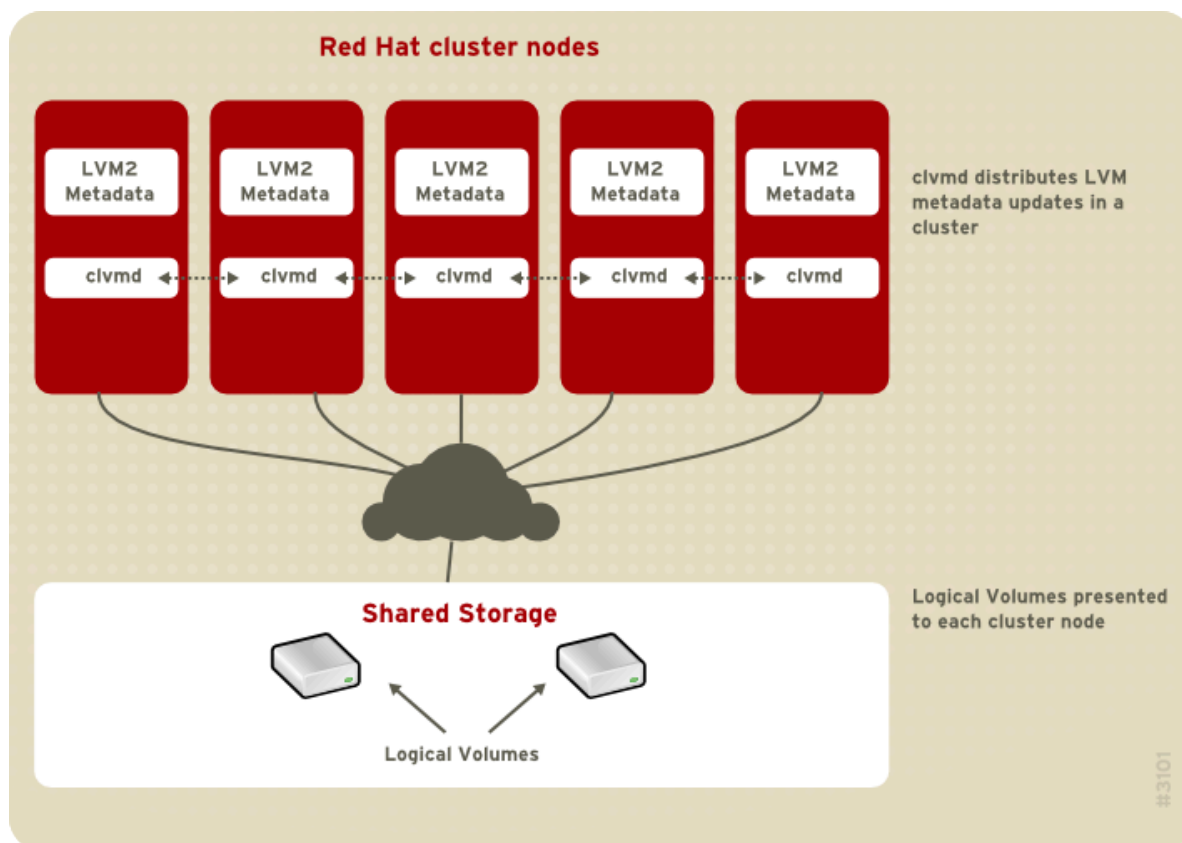 Red Hat cluster nodes
LVM2
Metadata
LVM2
Metadata
LVM2
Metadata
LVM2
Metadata
LVM2
Metadata
clvmd distributes LVM
metadata updates in a
cluster
clvmd
clvmd
clvmd
clvmd
clvmd
Shared Storage
Logical Volumes presented
to each cluster node
Logical Volumes
#3101